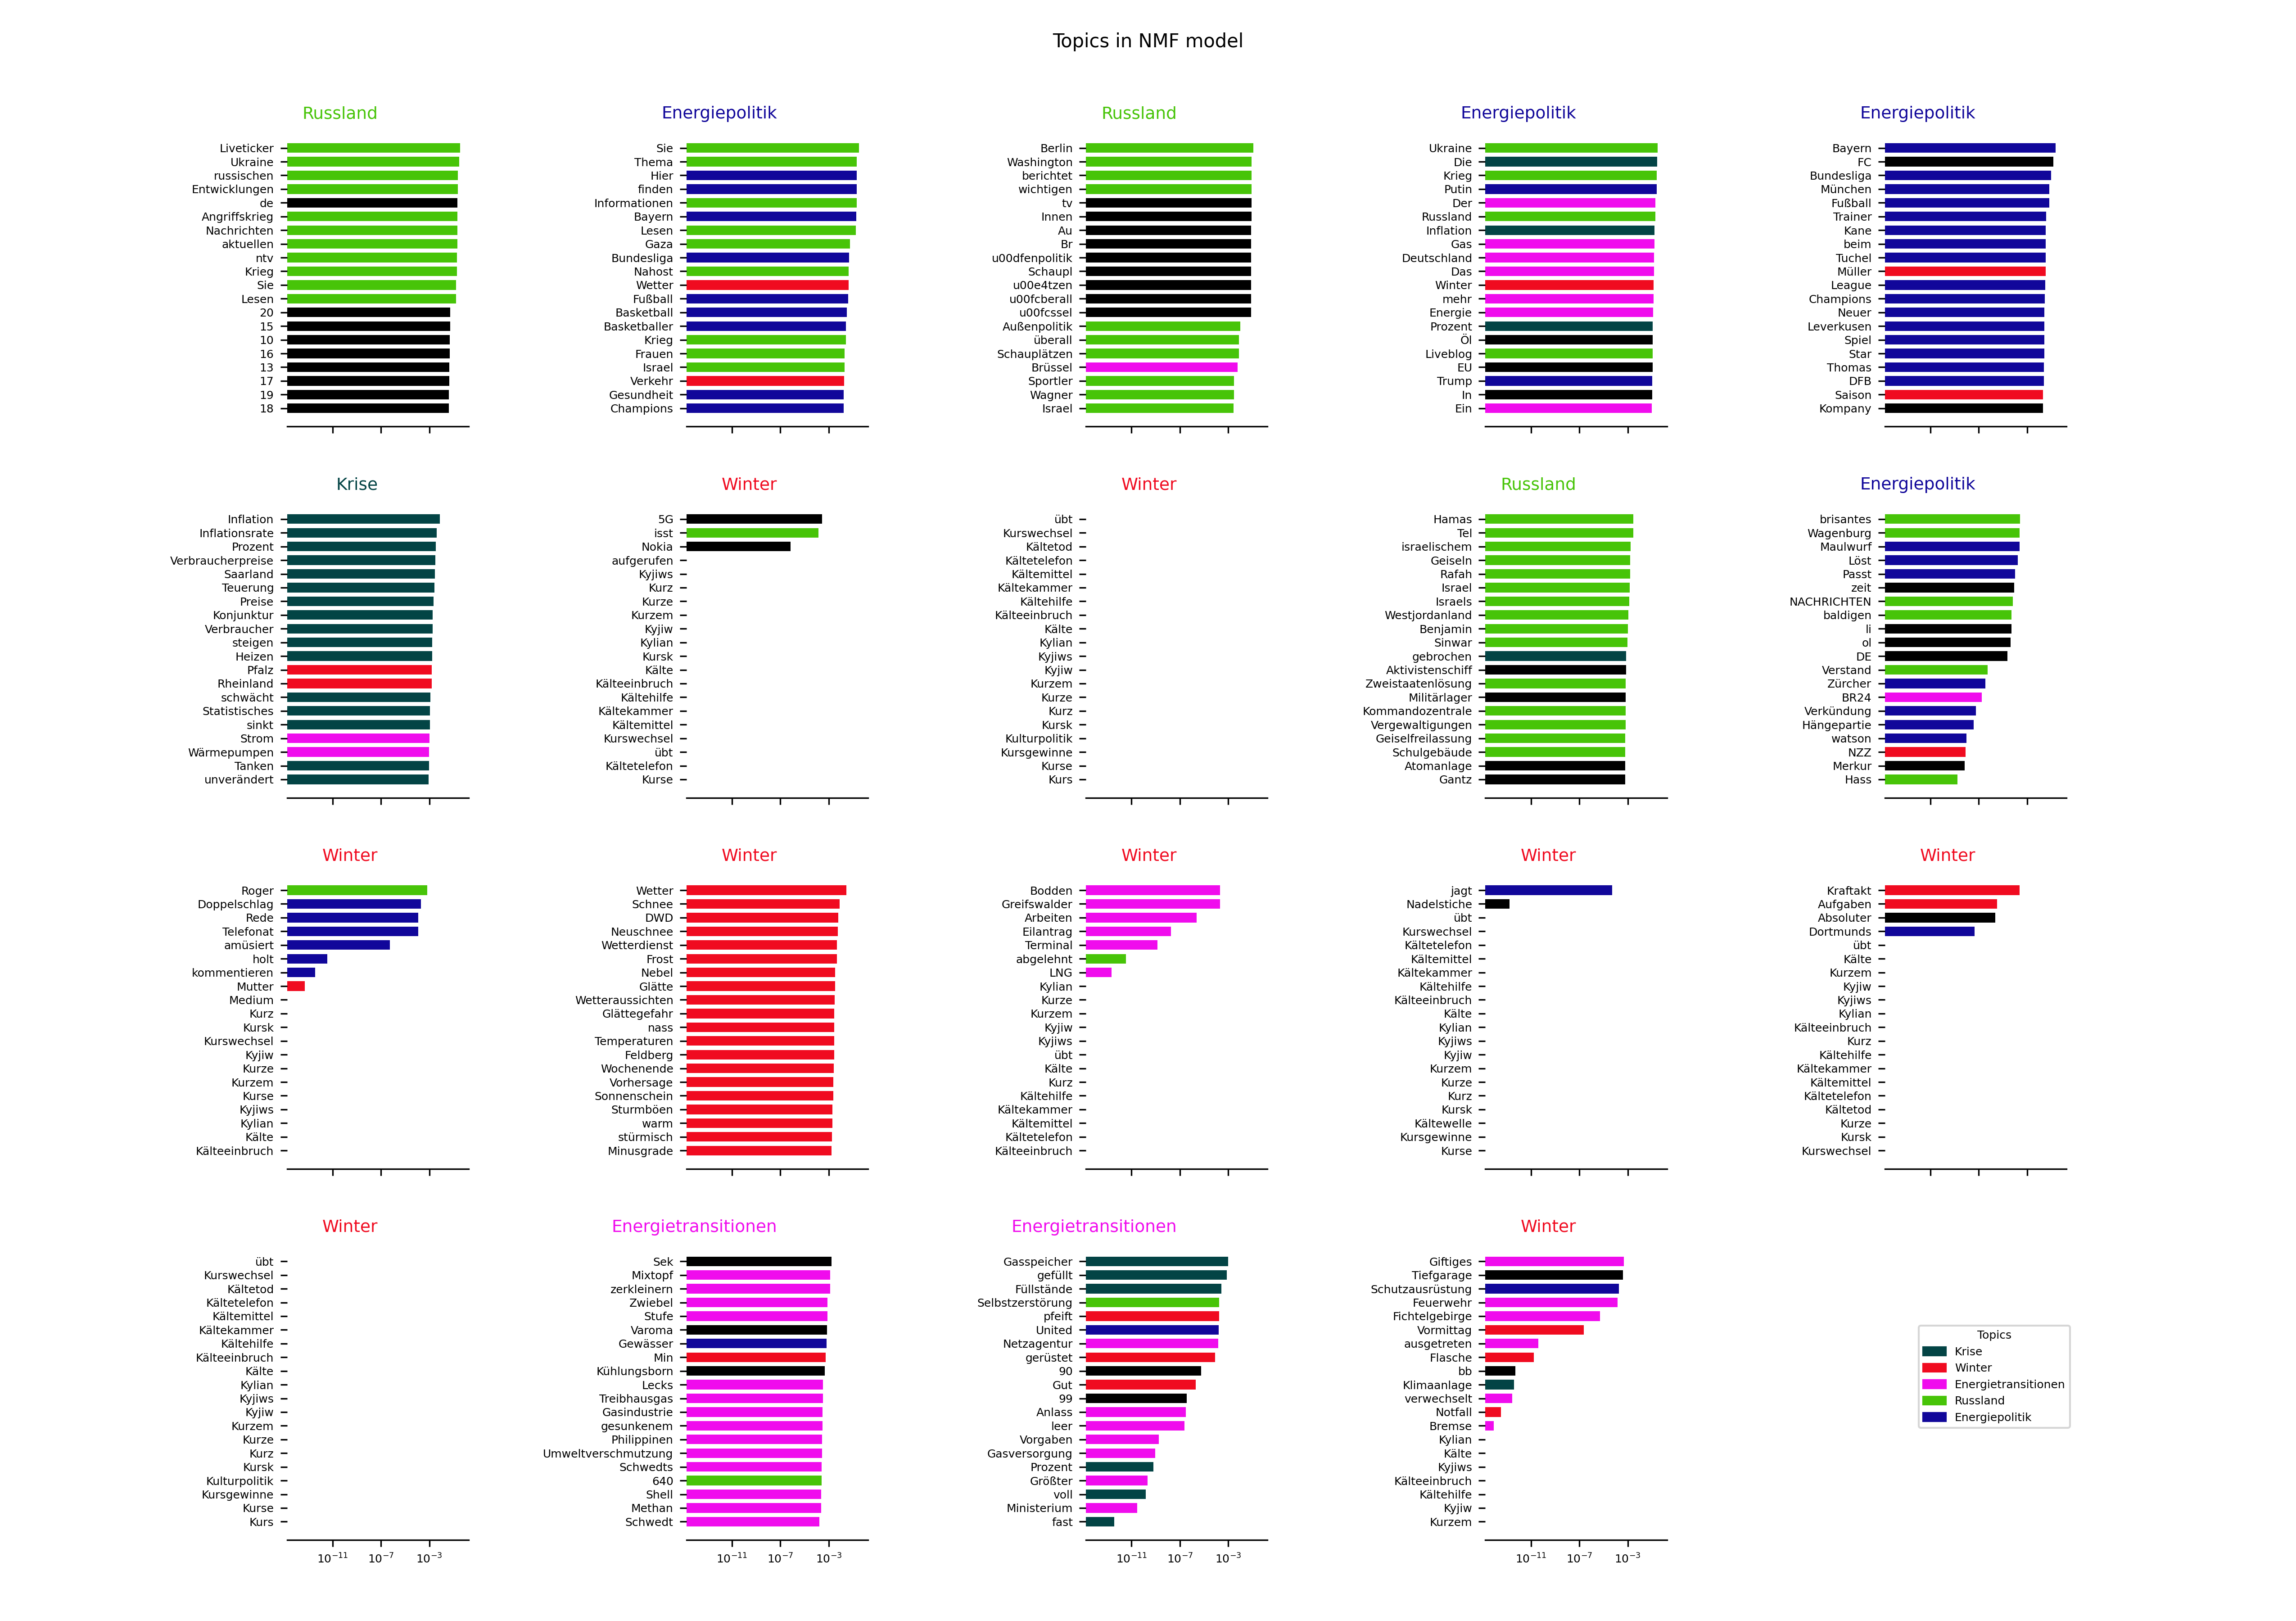 Topics in NMF model
Russland
Liveticker
Ukraine
russischen
Entwicklungen
de
Angriffskrieg
Nachrichten
aktuellen
ntv
Krieg
Sie
Lesen
20
15
10
16
13
17
19
18
Energiepolitik
Sie
Thema
Hier
finden
Informationen
Bayern
Lesen
Gaza
Bundesliga
Nahost
Wetter
Fußball
Basketball
Basketballer
Krieg
Frauen
Israel
Verkehr
Gesundheit
Champions
Russland
Berlin
Washington
berichtet
wichtigen
tv
Innen
Au
Br
u00dfenpolitik
Schaupl
u00e4tzen
u00fcberall
u00fcssel
Außenpolitik
überall
Schauplätzen
Brüssel
Sportler
Wagner
Israel
Energiepolitik
Ukraine
Die
Krieg
Putin
Der
Russland
Inflation
Gas
Deutschland
Das
Winter
mehr
Energie
Prozent
Öl
Liveblog
EU
Trump
In
Ein
Energiepolitik
Bayern
FC
Bundesliga
München
Fußball
Trainer
Kane
beim
Tuchel
Müller
League
Champions
Neuer
Leverkusen
Spiel
Star
Thomas
DFB
Saison
Kompany
Krise
Inflation
Inflationsrate
Prozent
Verbraucherpreise
Saarland
Teuerung
Preise
Konjunktur
Verbraucher
steigen
Heizen
Pfalz
Rheinland
schwächt
Statistisches
sinkt
Strom
Wärmepumpen
Tanken
unverändert
Winter
5G
isst
Nokia
aufgerufen
Kyjiws
Kurz
Kurze
Kurzem
Kyjiw
Kylian
Kursk
Kälte
Kälteeinbruch
Kältehilfe
Kältekammer
Kältemittel
Kurswechsel
übt
Kältetelefon
Kurse
Winter
übt
Kurswechsel
Kältetod
Kältetelefon
Kältemittel
Kältekammer
Kältehilfe
Kälteeinbruch
Kälte
Kylian
Kyjiws
Kyjiw
Kurzem
Kurze
Kurz
Kursk
Kulturpolitik
Kursgewinne
Kurse
Kurs
Russland
Hamas
Tel
israelischem
Geiseln
Rafah
Israel
Israels
Westjordanland
Benjamin
Sinwar
gebrochen
Aktivistenschiff
Zweistaatenlösung
Militärlager
Kommandozentrale
Vergewaltigungen
Geiselfreilassung
Schulgebäude
Atomanlage
Gantz
Energiepolitik
brisantes
Wagenburg
Maulwurf
Löst
Passt
zeit
NACHRICHTEN
baldigen
li
ol
DE
Verstand
Zürcher
BR24
Verkündung
Hängepartie
watson
NZZ
Merkur
Hass
Winter
Roger
Doppelschlag
Rede
Telefonat
amüsiert
holt
kommentieren
Mutter
Medium
Kurz
Kursk
Kurswechsel
Kyjiw
Kurze
Kurzem
Kurse
Kyjiws
Kylian
Kälte
Kälteeinbruch
Winter
Wetter
Schnee
DWD
Neuschnee
Wetterdienst
Frost
Nebel
Glätte
Wetteraussichten
Glättegefahr
nass
Temperaturen
Feldberg
Wochenende
Vorhersage
Sonnenschein
Sturmböen
warm
stürmisch
Minusgrade
Winter
Bodden
Greifswalder
Arbeiten
Eilantrag
Terminal
abgelehnt
LNG
Kylian
Kurze
Kurzem
Kyjiw
Kyjiws
übt
Kälte
Kurz
Kältehilfe
Kältekammer
Kältemittel
Kältetelefon
Kälteeinbruch
Winter
jagt
Nadelstiche
übt
Kurswechsel
Kältetelefon
Kältemittel
Kältekammer
Kältehilfe
Kälteeinbruch
Kälte
Kylian
Kyjiws
Kyjiw
Kurzem
Kurze
Kurz
Kursk
Kältewelle
Kursgewinne
Kurse
Winter
Kraftakt
Aufgaben
Absoluter
Dortmunds
übt
Kälte
Kurzem
Kyjiw
Kyjiws
Kylian
Kälteeinbruch
Kurz
Kältehilfe
Kältekammer
Kältemittel
Kältetelefon
Kältetod
Kurze
Kursk
Kurswechsel
Winter
übt
Kurswechsel
Kältetod
Kältetelefon
Kältemittel
Kältekammer
Kältehilfe
Kälteeinbruch
Kälte
Kylian
Kyjiws
Kyjiw
Kurzem
Kurze
Kurz
Kursk
Kulturpolitik
Kursgewinne
Kurse
Kurs
10⁻¹¹ 10⁻⁷ 10⁻³
Energietransitionen
Sek
Mixtopf
zerkleinern
Zwiebel
Stufe
Varoma
Gewässer
Min
Kühlungsborn
Lecks
Treibhausgas
Gasindustrie
gesunkenem
Philippinen
Umweltverschmutzung
Schwedts
640
Shell
Methan
Schwedt
10⁻¹¹ 10⁻⁷ 10⁻³
Energietransitionen
Gasspeicher
gefüllt
Füllstände
Selbstzerstörung
pfeift
United
Netzagentur
gerüstet
90
Gut
99
Anlass
leer
Vorgaben
Gasversorgung
Prozent
Größter
voll
Ministerium
fast
10⁻¹¹ 10⁻⁷ 10⁻³
Winter
Giftiges
Tiefgarage
Schutzausrüstung
Feuerwehr
Fichtelgebirge
Vormittag
ausgetreten
Flasche
bb
Klimaanlage
verwechselt
Notfall
Bremse
Kylian
Kälte
Kyjiws
Kälteeinbruch
Kältehilfe
Kyjiw
Kurzem
10⁻¹¹ 10⁻⁷ 10⁻³
Topics
Krise
Winter
Energietransitionen
Russland
Energiepolitik